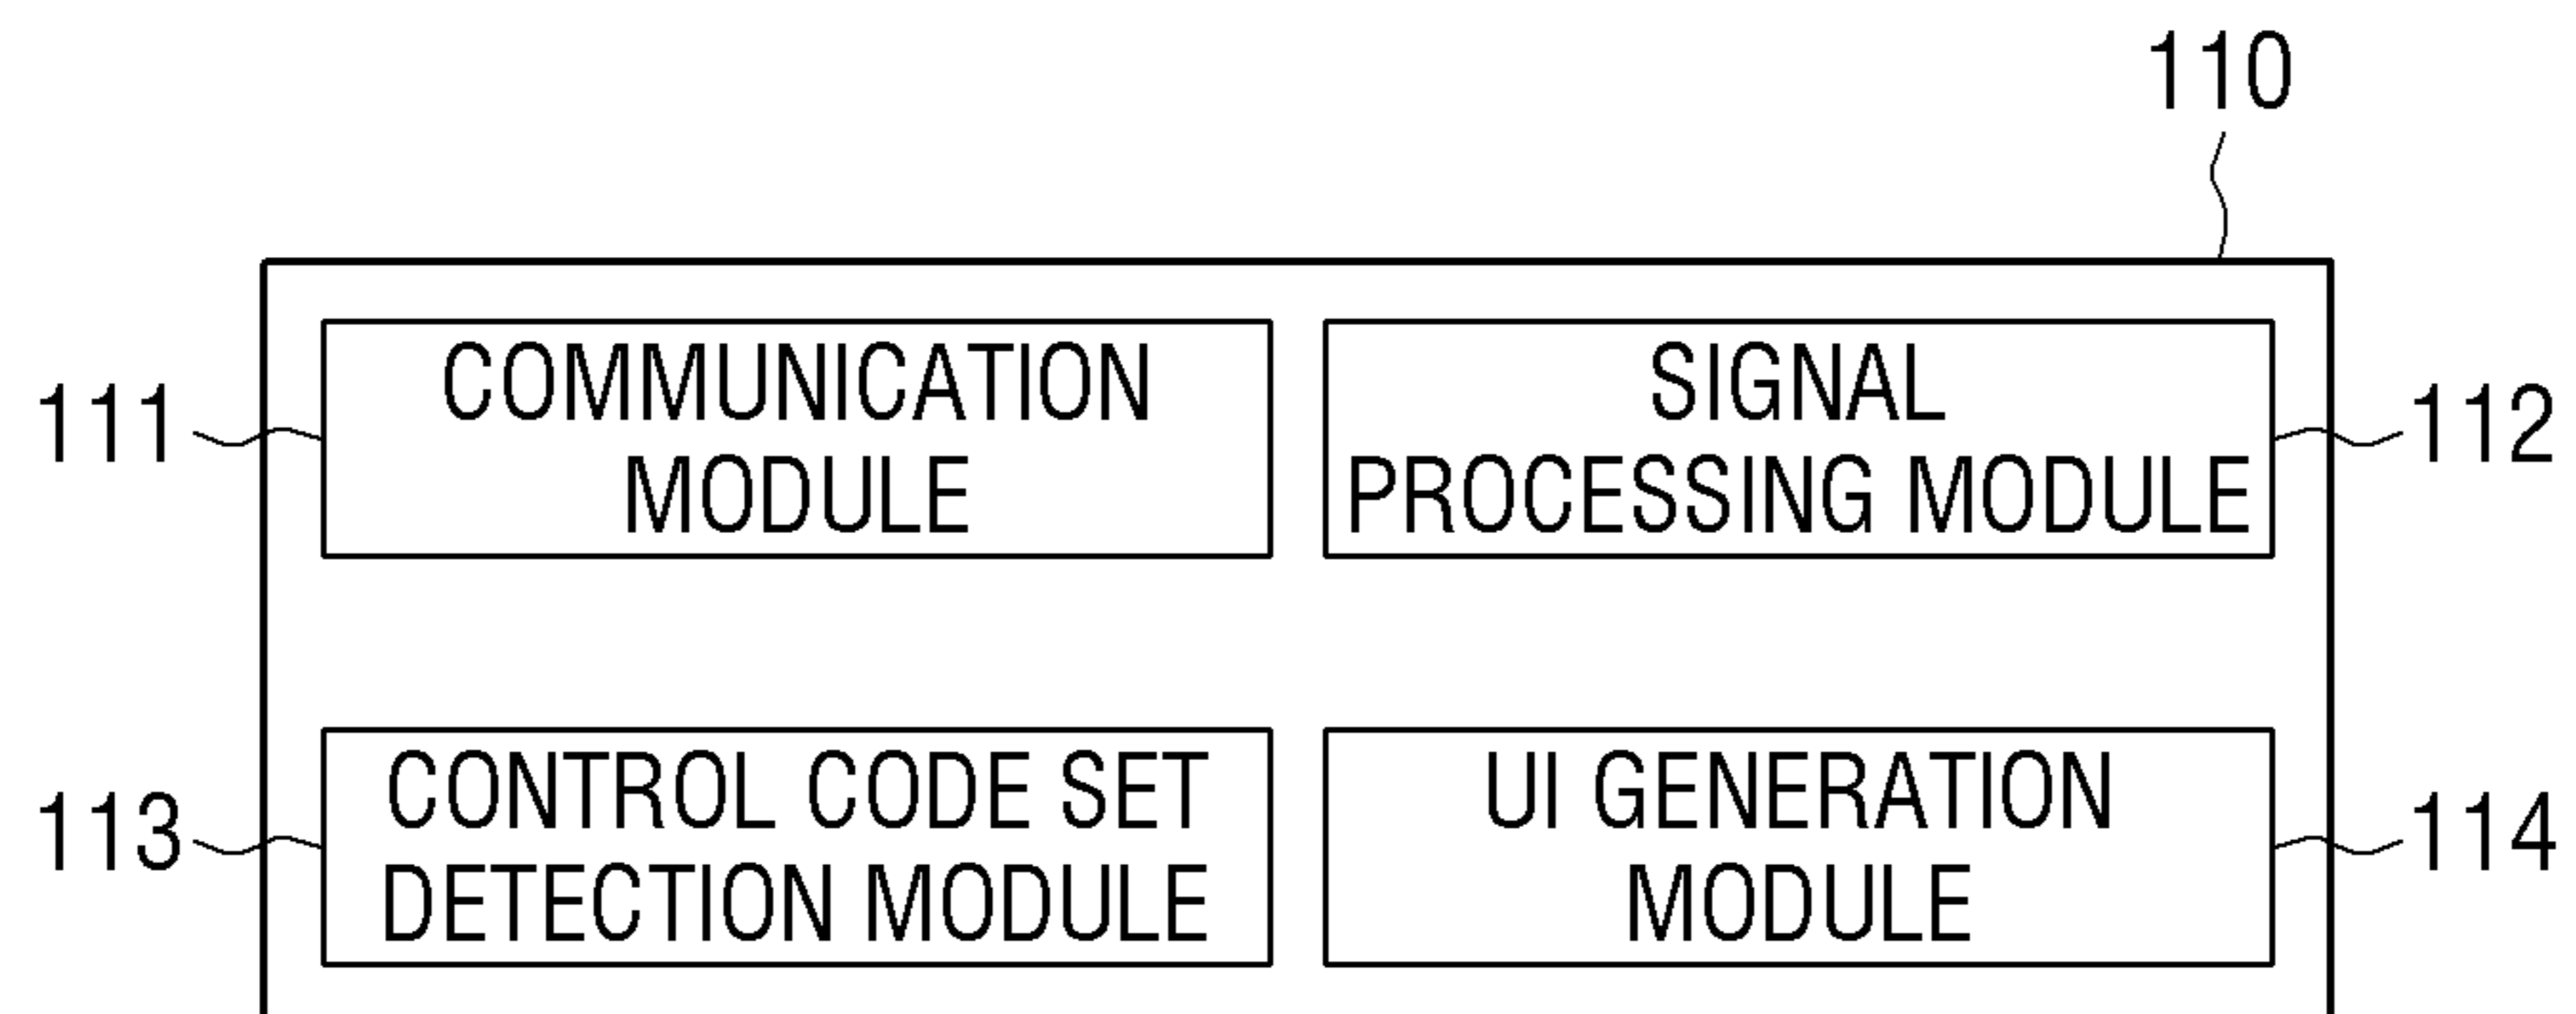 110
111
COMMUNICATION
MODULE
SIGNAL
PROCESSING MODULE
112
113
CONTROL CODE SET
DETECTION MODULE
UI GENERATION
MODULE
114